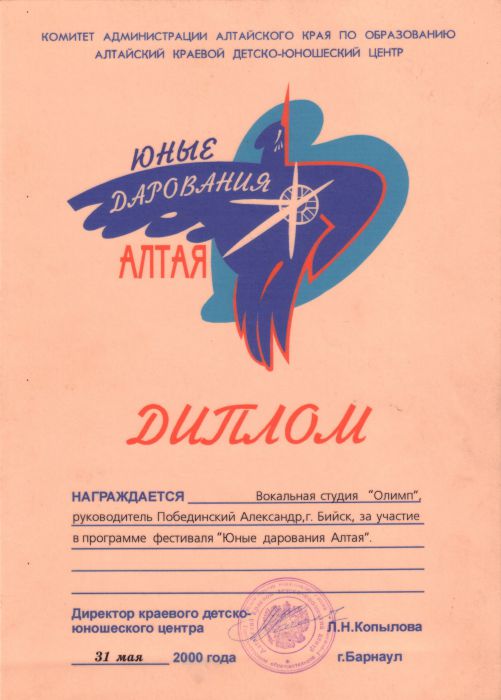 КОМИТЕТ АДМИНИСТРАЦИИ АЛТАЙСКОГО КРАЯ ПО ОБРАЗОВАНИЮ
АЛТАЙСКИЙ КРАЕВОЙ ДЕТСКО-ЮНОШЕСКИЙ ЦЕНТР
ЮНЫЕ
ДАРОВАНИЯ
АЛТАЯ
ДИПЛОМ
НАГРАЖДАЕТСЯ Вокальная студия "Олимп",
руководитель Побединский Александр,г. Бийск, за участие
в программе фестиваля "Юные дарования Алтая".
Директор краевого детско-
юношеского центра Л.Н.Копылова
31 мая 2000 года г.Барнаул